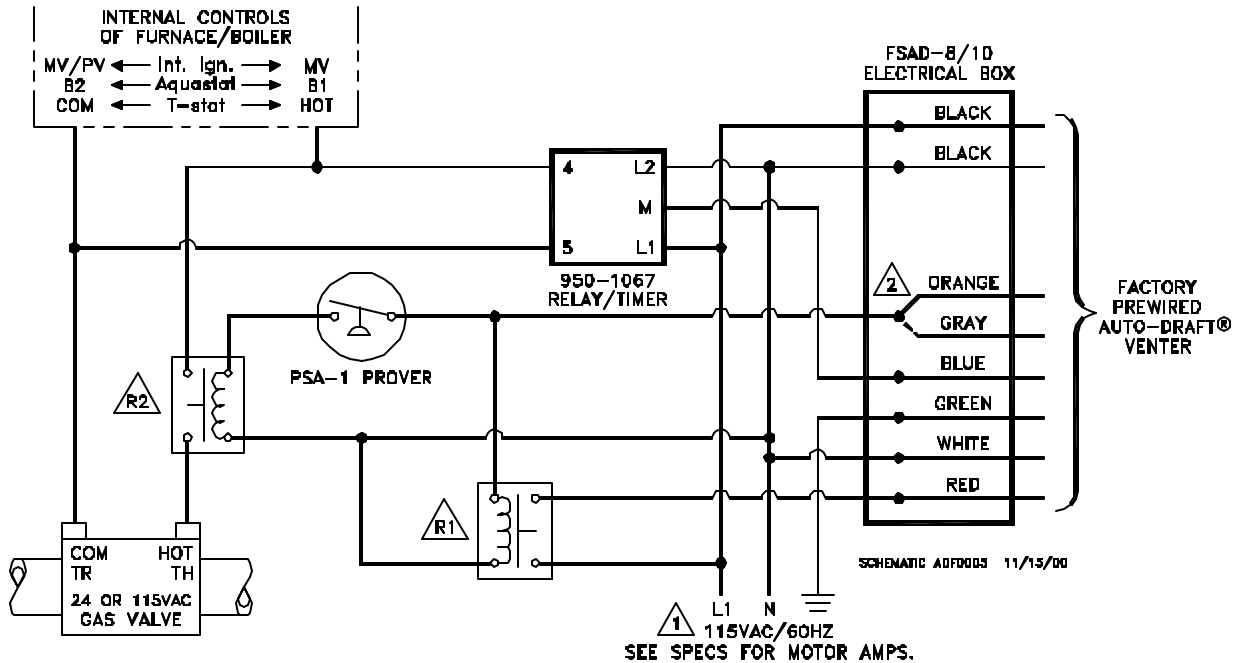 INTERNAL CONTROLS
OF FURNACE/BOILER
MV/PV Int. Ign. MV
B2 Aquastat B1
COM T-stat HOT
FSAD-8/10
ELECTRICAL BOX
BLACK
BLACK
4 L2
M
5 L1
950-1067
RELAY/TIMER
2
ORANGE
GRAY
BLUE
GREEN
WHITE
RED
FACTORY
PREWIRED
AUTO-DRAFT®
VENTER
PSA-1 PROVER
R2
R1
COM HOT
TR TH
24 OR 115VAC
GAS VALVE
SCHEMATIC ADF0003 11/15/00
L1 N
1 115VAC/60HZ
SEE SPECS FOR MOTOR AMPS.